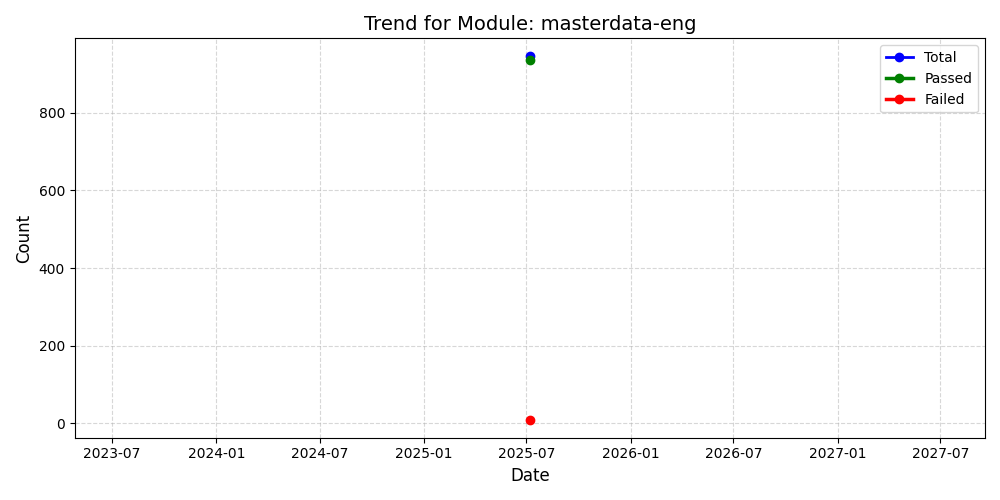 Trend for Module: masterdata-eng
Total
Passed
Failed
Count
800
600
400
200
0
2023-07 2024-01 2024-07 2025-01 2025-07 2026-01 2026-07 2027-01 2027-07
Date